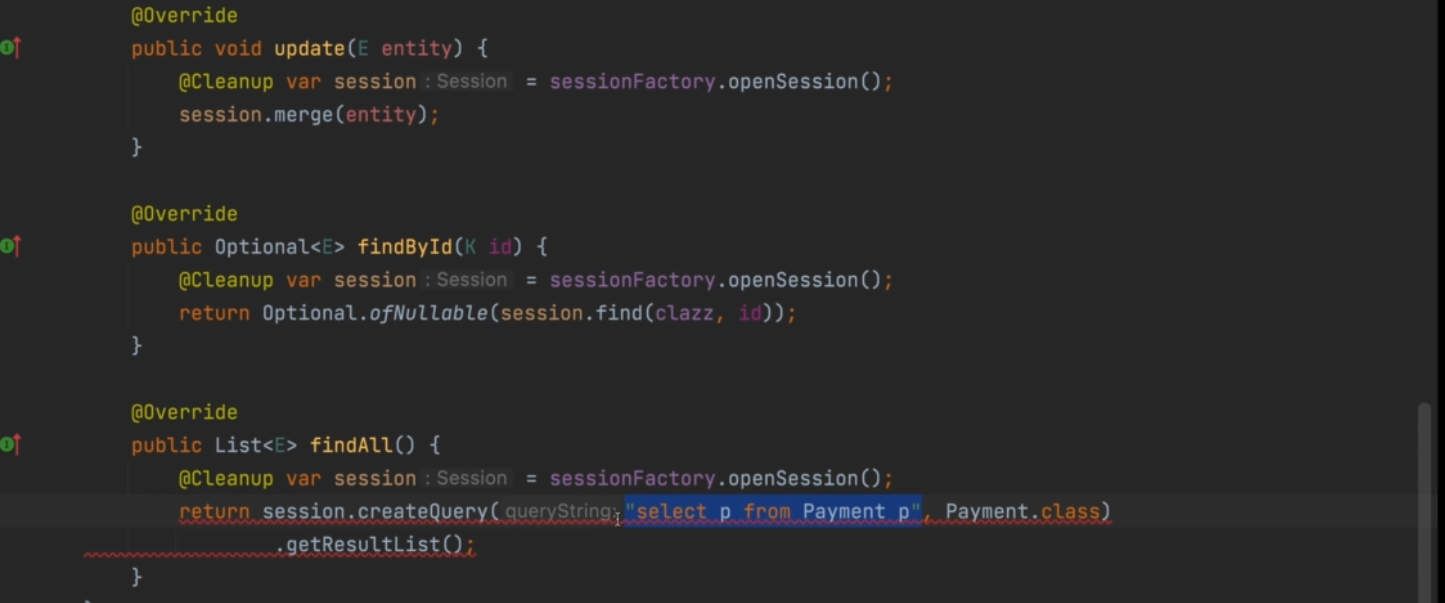 @Override
public void update(E entity) {
@Cleanup var session : Session = sessionFactory.openSession();
session.merge(entity);
}
@Override
public Optional<E> findById(K id) {
@Cleanup var session : Session = sessionFactory.openSession();
return Optional.ofNullable(session.find(clazz, id));
}
@Override
public List<E> findAll() {
@Cleanup var session : Session = sessionFactory.openSession();
return session.createQuery( queryString: "select p from Payment p", Payment.class)
.getResultList();
}